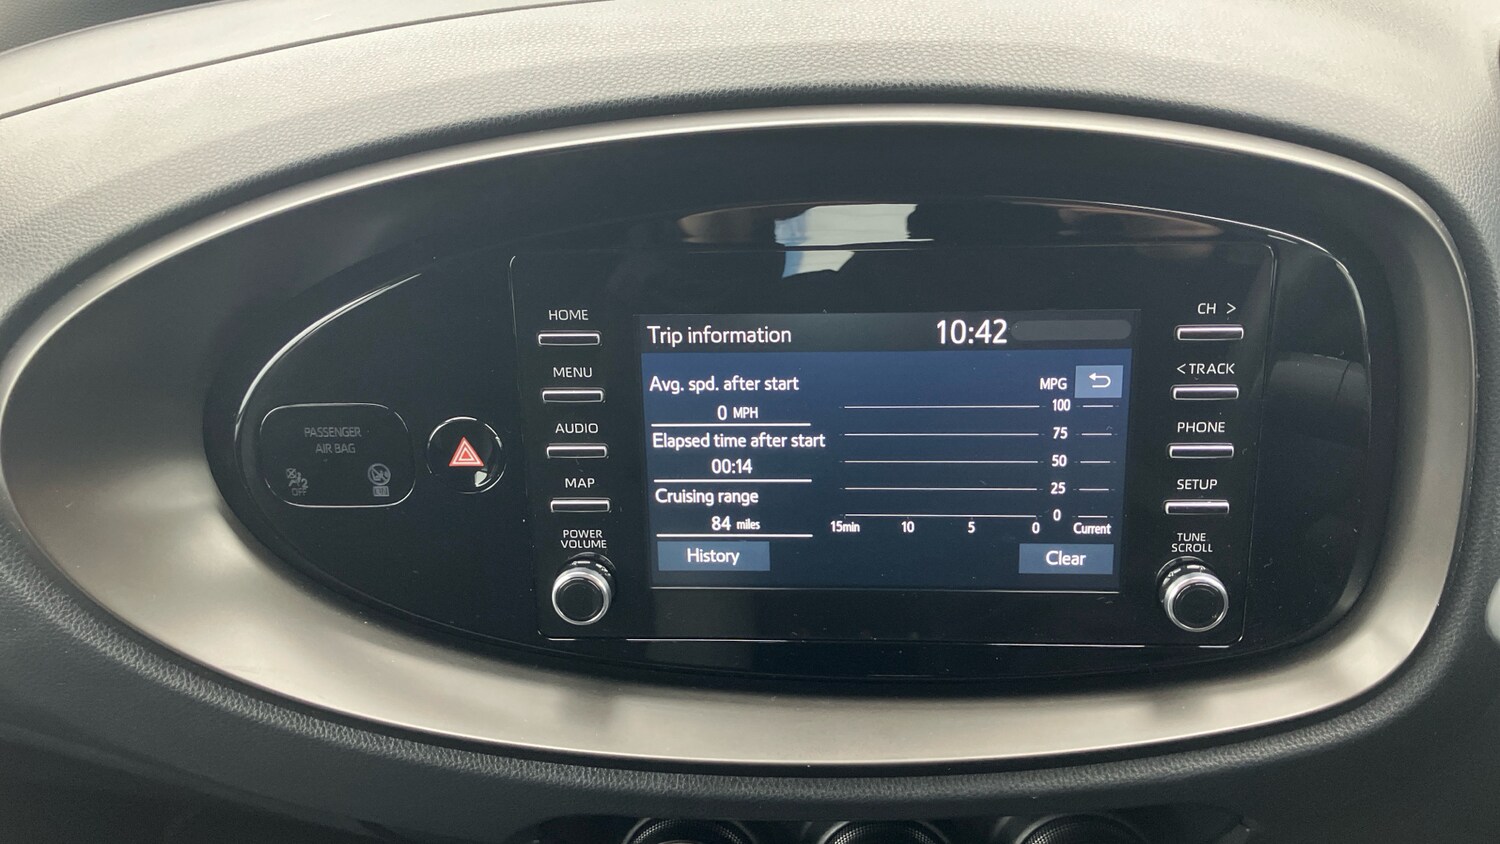 HOME
MENU
AUDIO
MAP
POWER
VOLUME
PASSENGER
AIR BAG
OFF
Trip information
10:42
Avg. spd. after start
0 MPH
Elapsed time after start
00:14
Cruising range
84 miles
History
MPG
100
75
50
25
0
15min 10 5 0 Current
Clear
CH >
< TRACK
PHONE
SETUP
TUNE
SCROLL